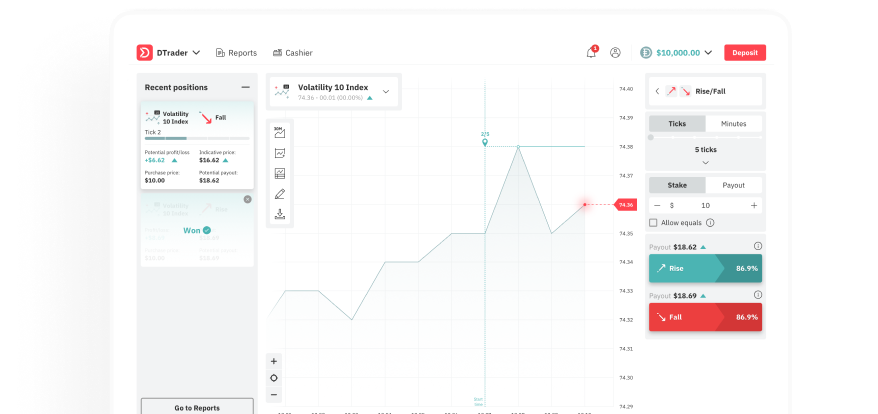 DTrader
Reports
Cashier
1
$10,000.00
Deposit
Recent positions
Volatility
10 Index
Fall
Tick 2
Potential profit/loss:
Indicative price:
+$6.62
$16.62
Purchase price:
Potential payout:
$10.00
$18.62
Volatility
10 Index
Rise
Won
$10.00
Go to Reports
Volatility 10 Index
74.36 - 00.01 (00.00%)
2/5
74.40
74.39
74.38
74.37
74.36
74.35
74.33
74.32
74.31
74.30
74.29
+
−
Rise/Fall
Ticks
Minutes
5 ticks
Stake
Payout
− $ 10 +
Allow equals
Payout $18.62
Rise
86.9%
Payout $18.69
Fall
86.9%